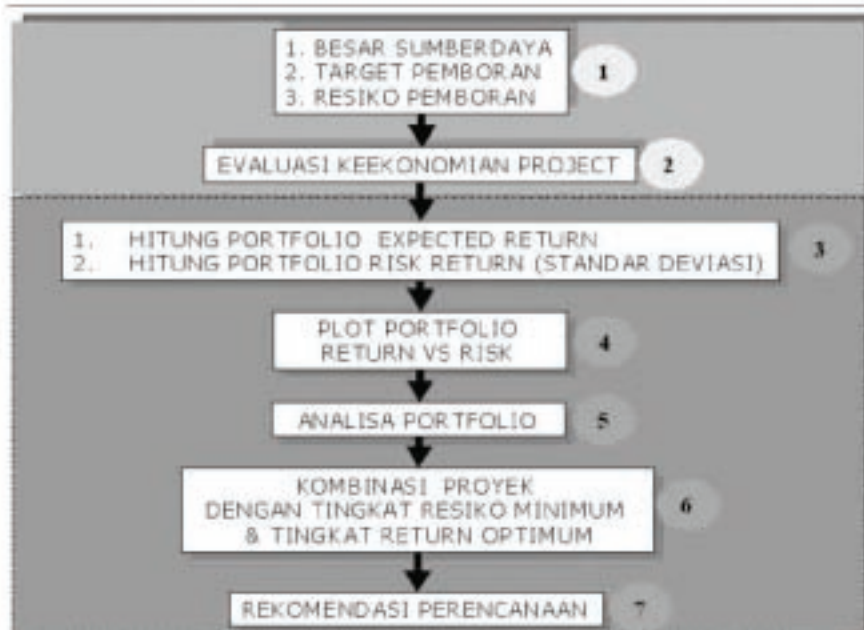 1. BESAR SUMBERDAYA
2. TARGET PEMBORAN
3. RESIKO PEMBORAN
1
EVALUASI KEEKONOMIAN PROJECT
2
1. HITUNG PORTFOLIO EXPECTED RETURN
2. HITUNG PORTFOLIO RISK RETURN (STANDAR DEVIASI)
3
PLOT PORTFOLIO
RETURN VS RISK
4
ANALISA PORTFOLIO
5
KOMBINASI PROYEK
DENGAN TINGKAT RESIKO MINIMUM
& TINGKAT RETURN OPTIMUM
6
REKOMENDASI PERENCANAAN
7